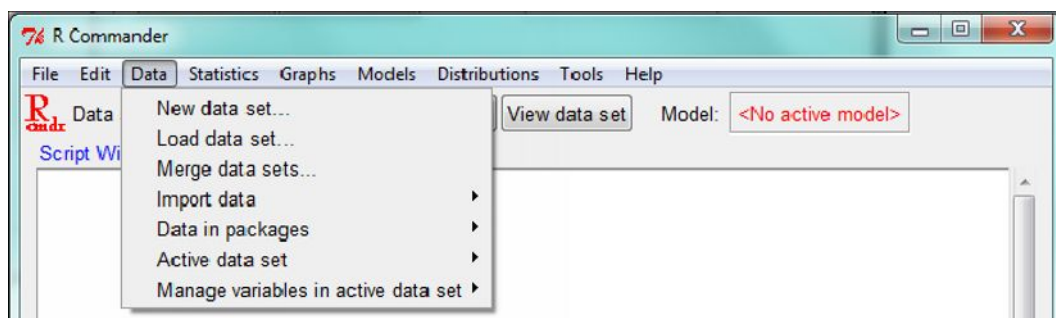 R Commander
File Edit Data Statistics Graphs Models Distributions Tools Help
Rcmdr Data View data set Model: <No active model>
Script Wi
New data set...
Load data set...
Merge data sets...
Import data
Data in packages
Active data set
Manage variables in active data set